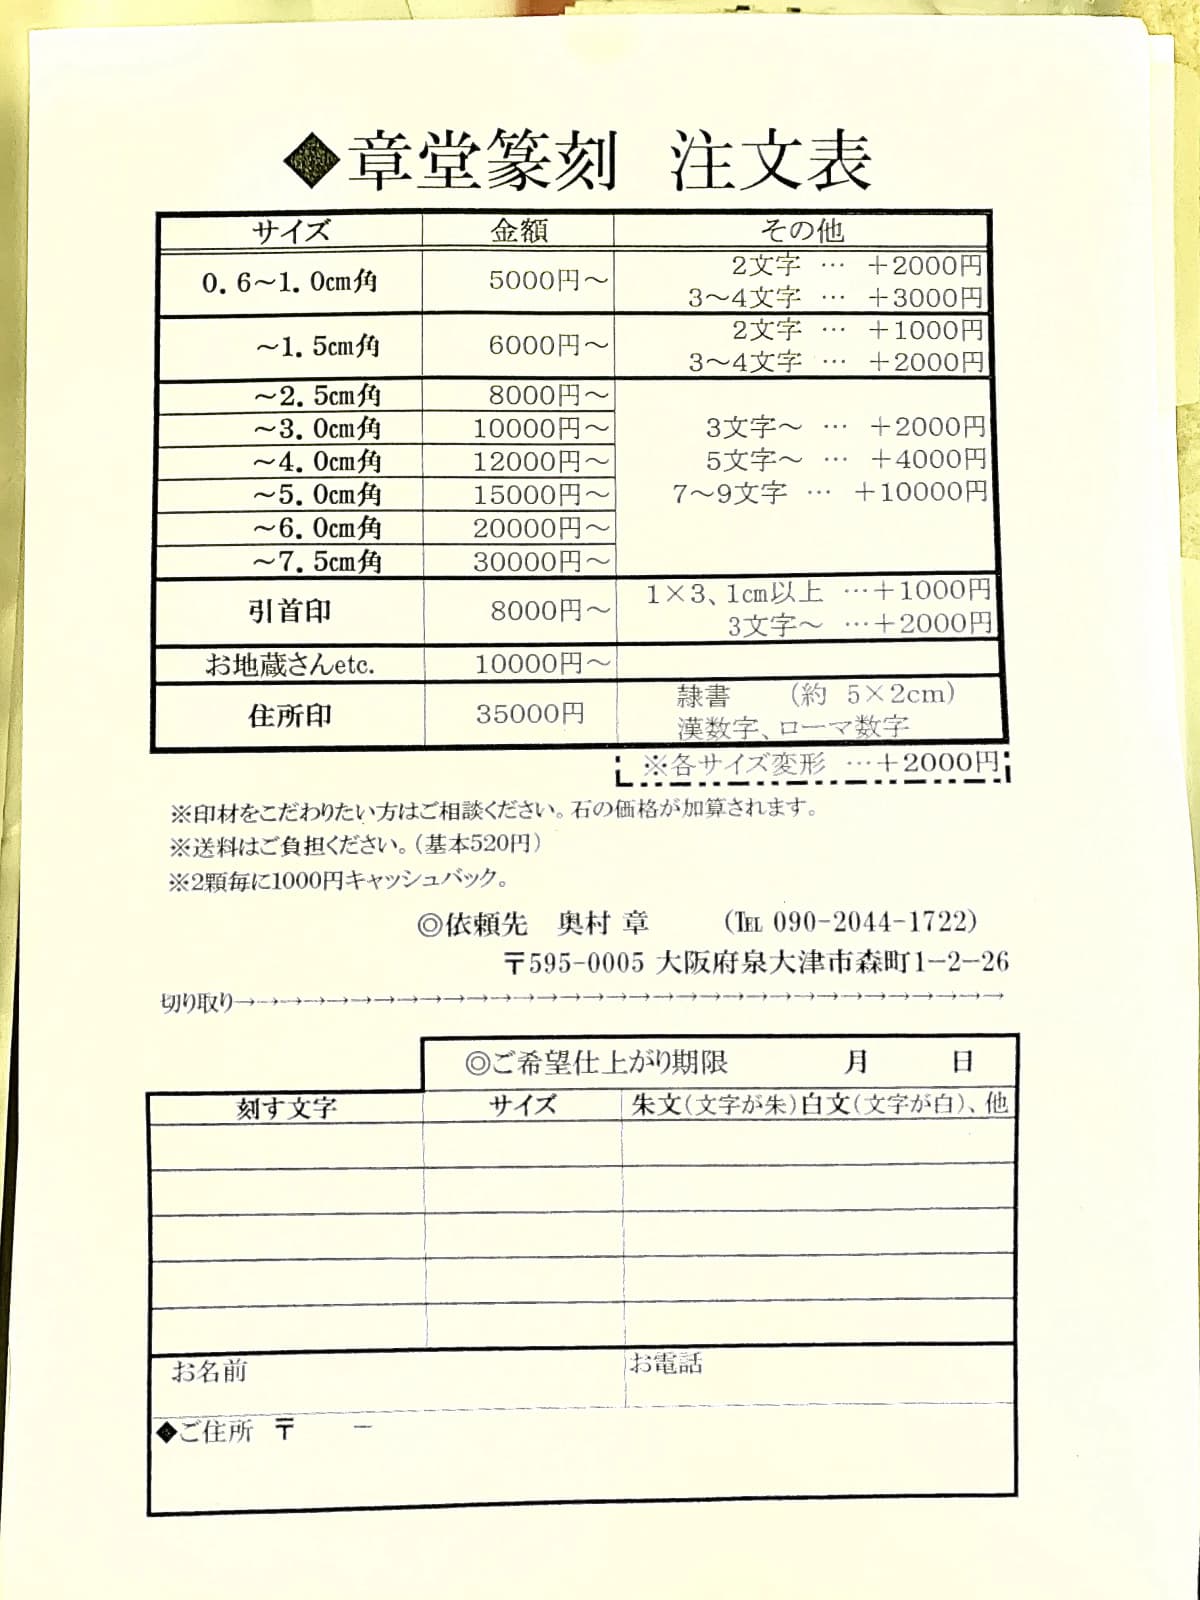 ◆章堂篆刻 注文表
サイズ 金額 その他
0.6～1.0cm角 5000円～ 2文字 … ＋2000円
3～4文字 … ＋3000円
～1.5cm角 6000円～ 2文字 … ＋1000円
3～4文字 … ＋2000円
～2.5cm角 8000円～
～3.0cm角 10000円～ 3文字～ … ＋2000円
～4.0cm角 12000円～ 5文字～ … ＋4000円
～5.0cm角 15000円～ 7～9文字 … ＋10000円
～6.0cm角 20000円～
～7.5cm角 30000円～
引首印 8000円～ 1×3、1cm以上 …＋1000円
3文字～ …＋2000円
お地蔵さんetc. 10000円～
住所印 35000円 隷書 （約 5×2cm）
漢数字、ローマ数字
※各サイズ変形 …＋2000円
※印材をこだわりたい方はご相談ください。石の価格が加算されます。
※送料はご負担ください。（基本520円）
※2顆毎に1000円キャッシュバック。
◎依頼先 奥村 章 （℡ 090-2044-1722）
〒595-0005 大阪府泉大津市森町1-2-26
切り取り→→→→→→→→→→→→→→→→→→→→→→→→→→→→→→→
◎ご希望仕上がり期限 月 日
刻す文字 サイズ 朱文（文字が朱）白文（文字が白）、他
お名前 お電話
◆ご住所 〒 －